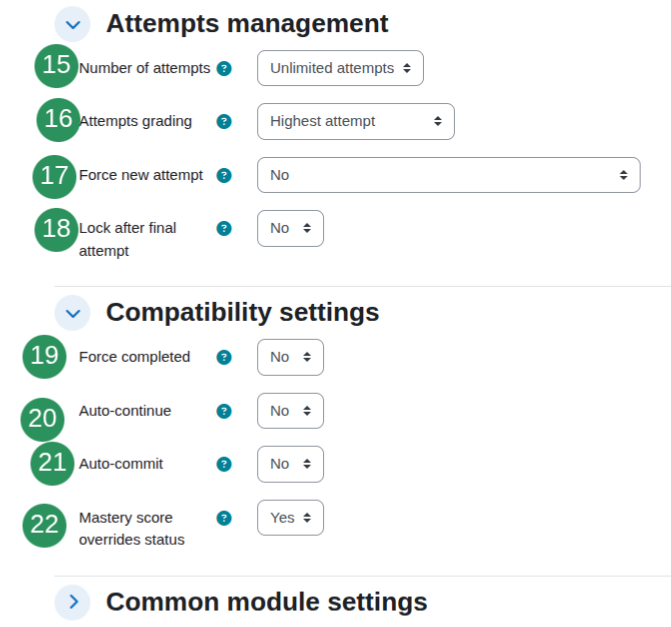 Attempts management
15 Number of attempts ? Unlimited attempts
16 Attempts grading ? Highest attempt
17 Force new attempt ? No
18 Lock after final ? No
attempt
Compatibility settings
19 Force completed ? No
20 Auto-continue ? No
21 Auto-commit ? No
22 Mastery score ? Yes
overrides status
Common module settings